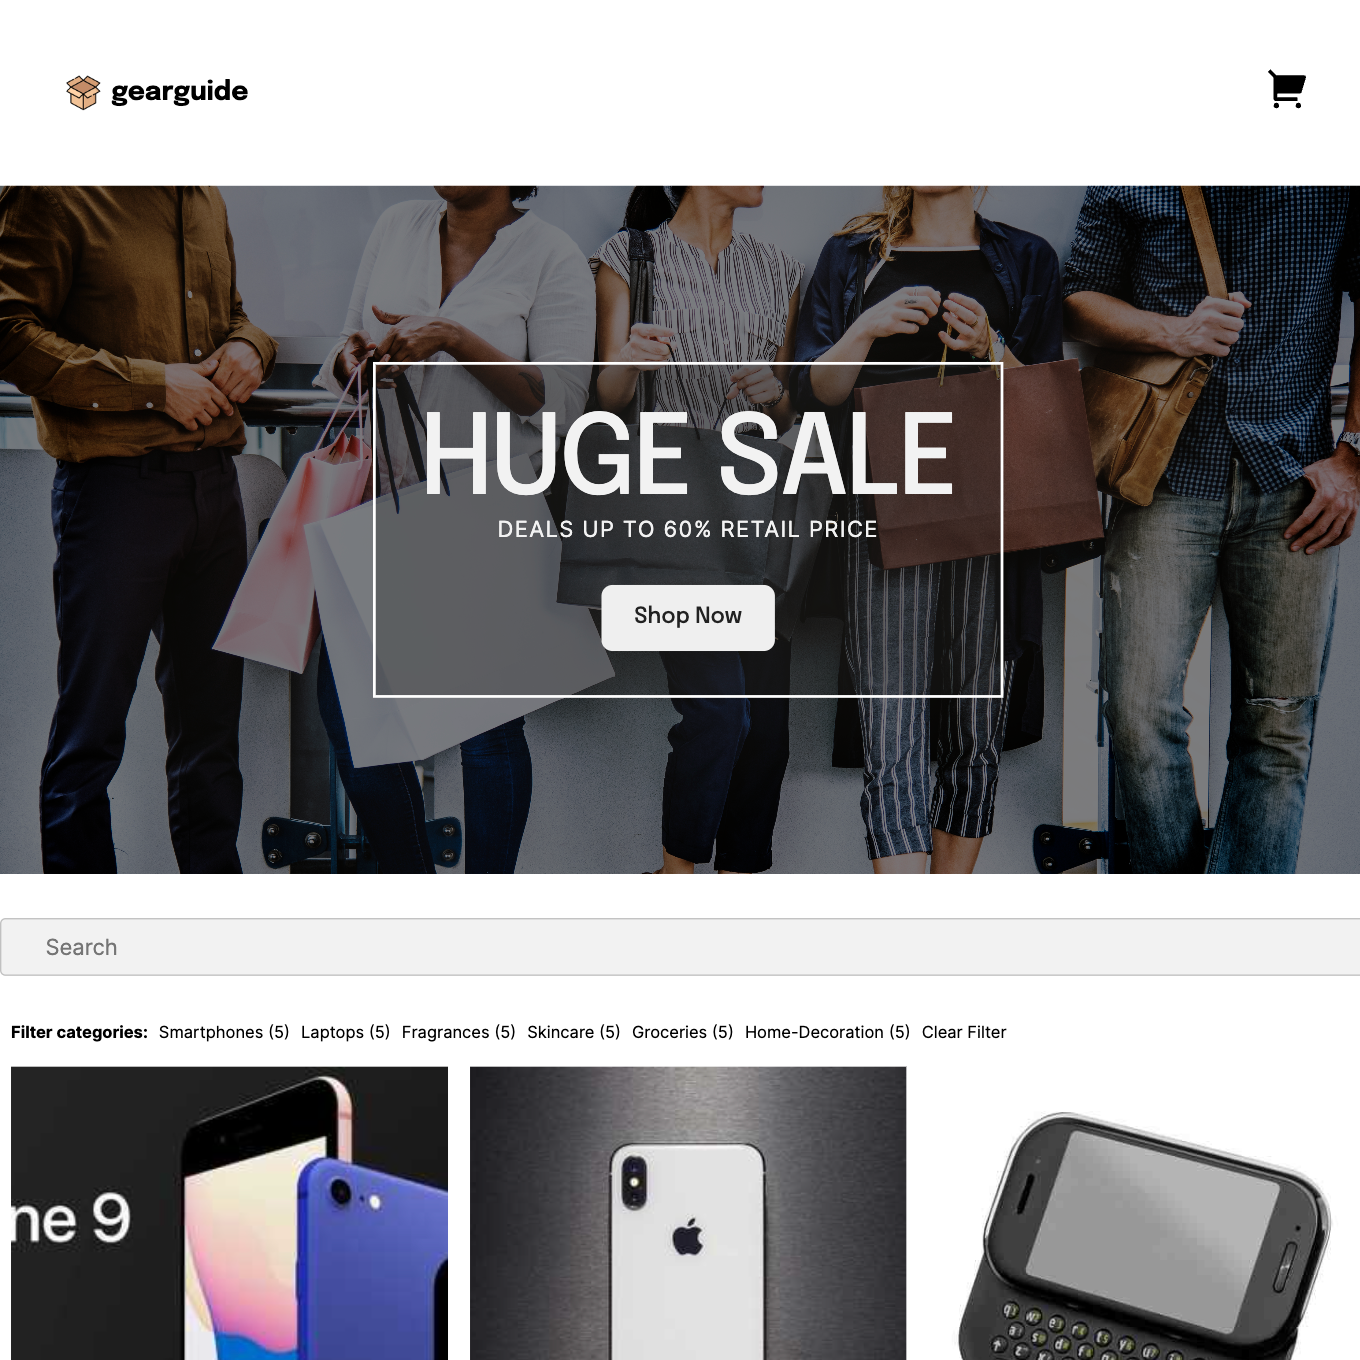 gearguide
HUGE SALE
DEALS UP TO 60% RETAIL PRICE
Shop Now
Search
Filter categories: Smartphones (5) Laptops (5) Fragrances (5) Skincare (5) Groceries (5) Home-Decoration (5) Clear Filter
ne 9